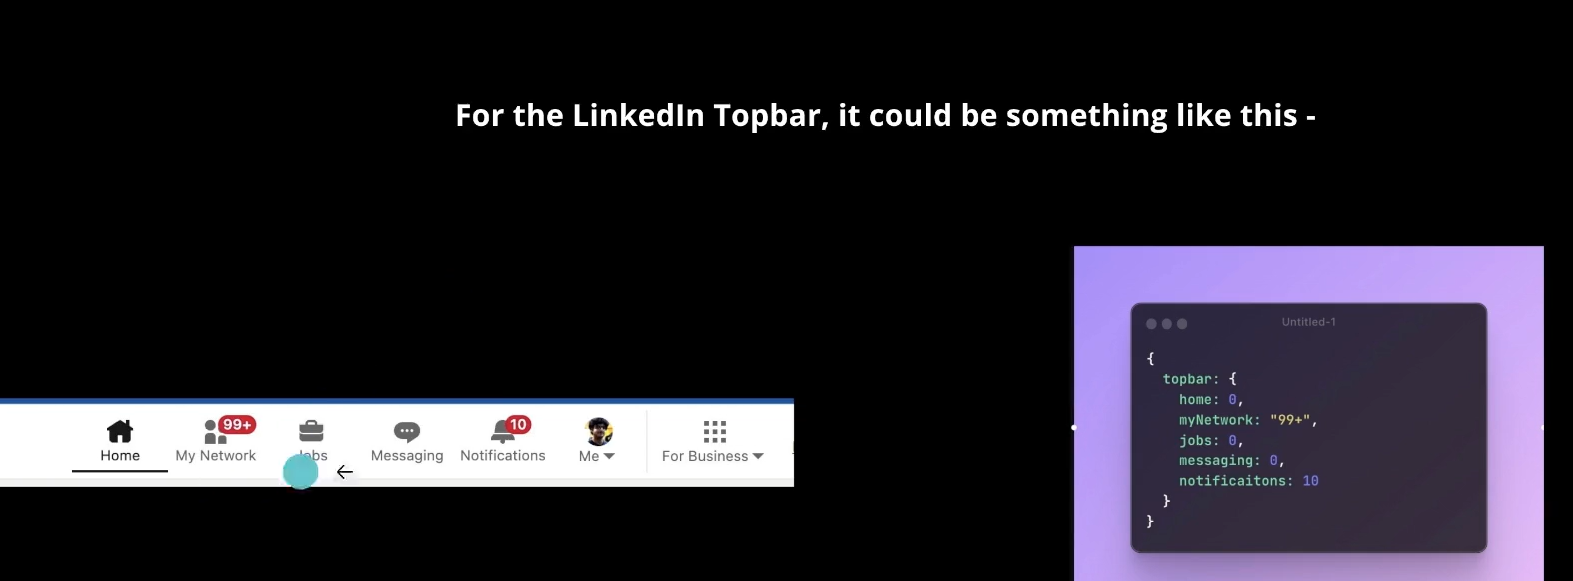 For the LinkedIn Topbar, it could be something like this -
99+
10
Home
My Network
Messaging
Notifications
Me
For Business
Untitled-1
{
topbar: {
home: 0,
myNetwork: "99+",
jobs: 0,
messaging: 0,
notificaitons: 10
}
}